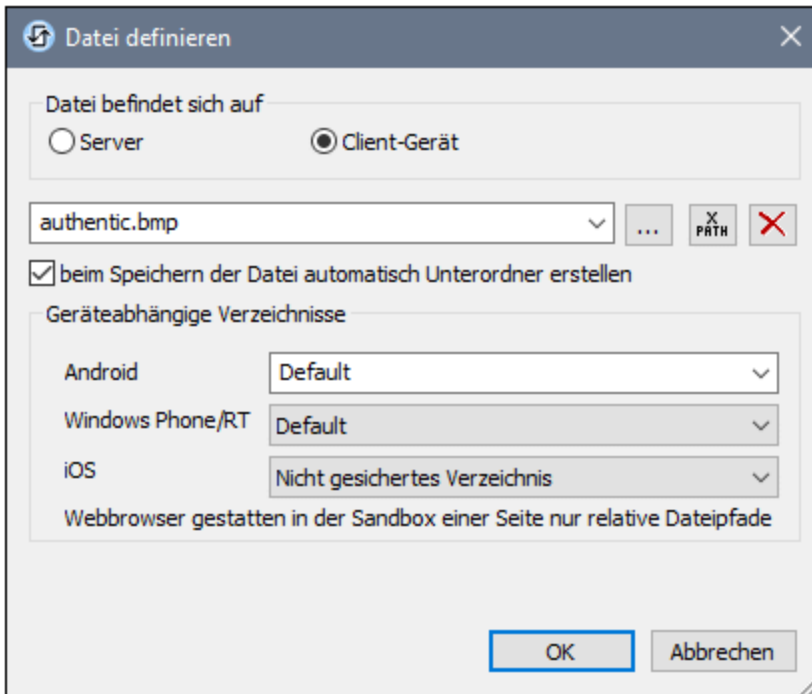 Datei definieren
Datei befindet sich auf
Server
Client-Gerät
authentic.bmp
...
X
PATH
beim Speichern der Datei automatisch Unterordner erstellen
Geräteabhängige Verzeichnisse
Android
Default
Windows Phone/RT
Default
iOS
Nicht gesichertes Verzeichnis
Webbrowser gestatten in der Sandbox einer Seite nur relative Dateipfade
OK
Abbrechen